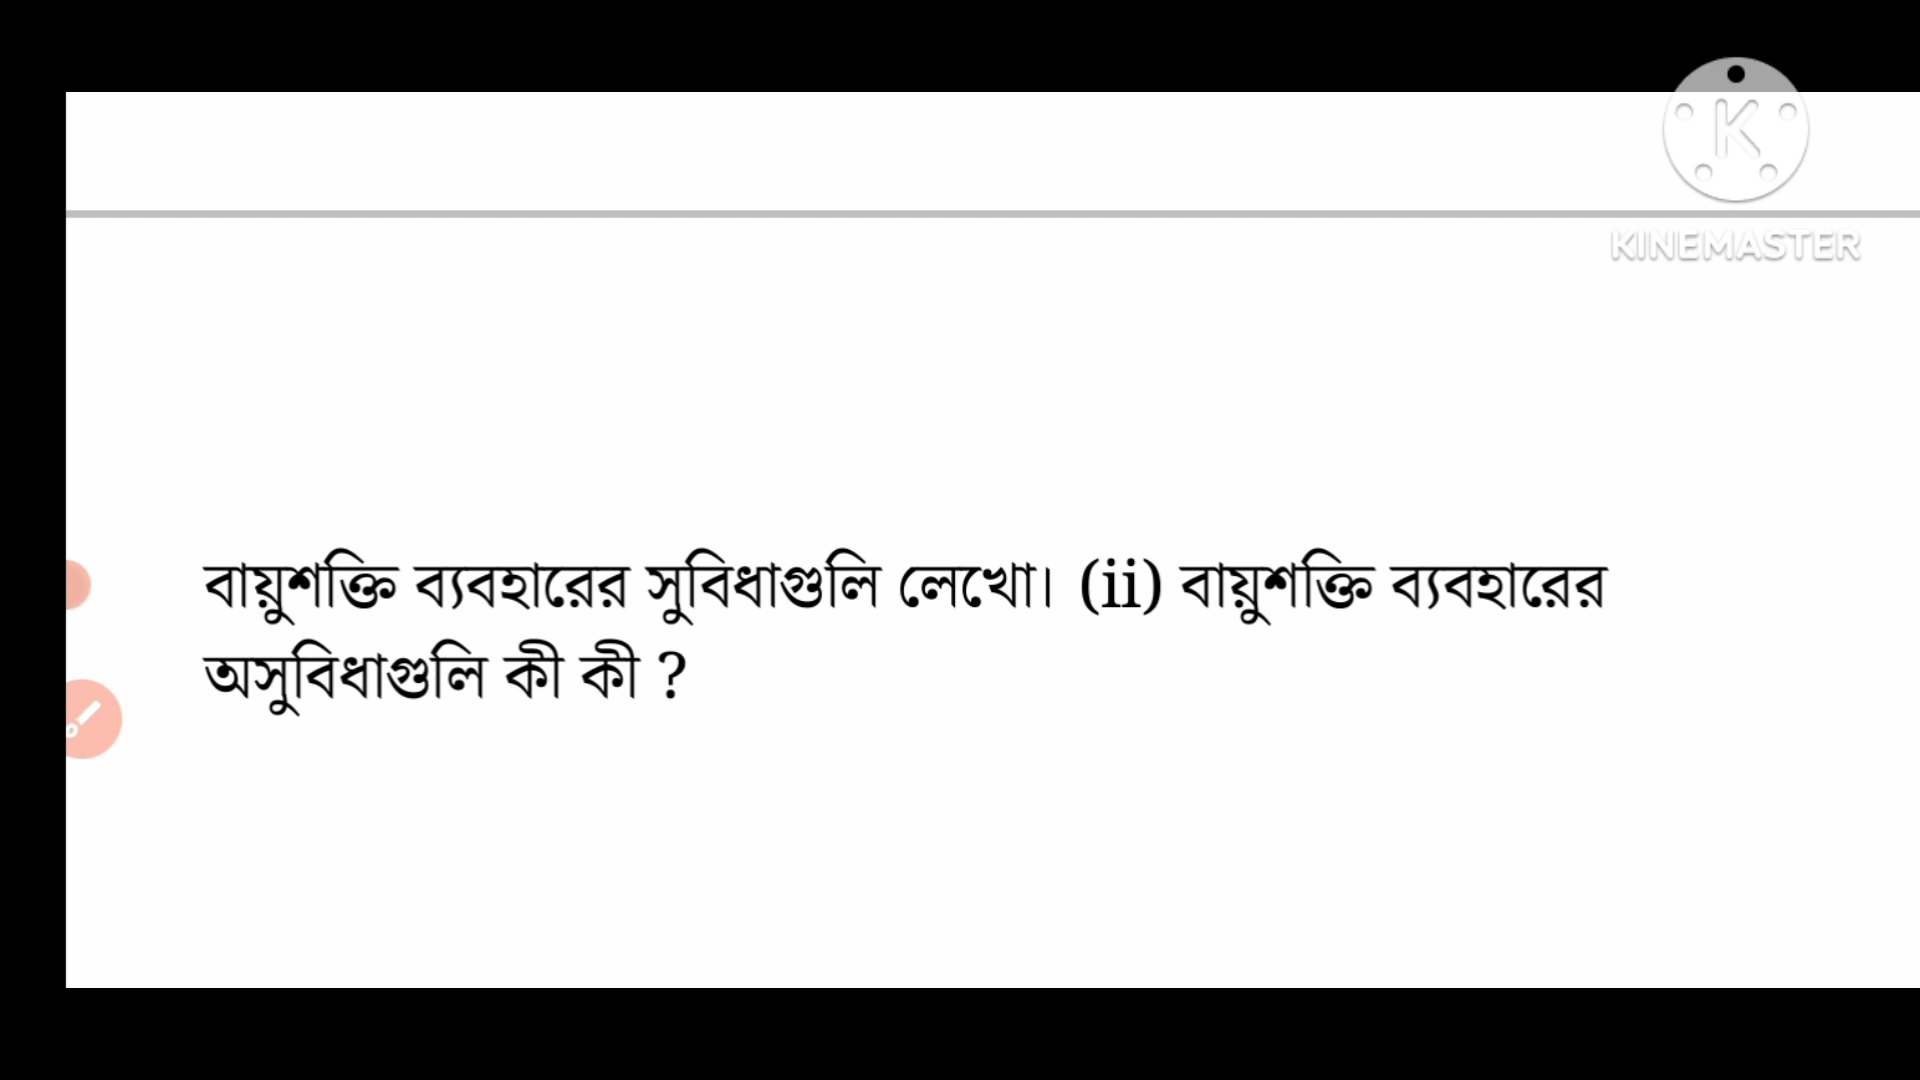 K
KINEMASTER
বায়ুশক্তি ব্যবহারের সুবিধাগুলি লেখো। (ii) বায়ুশক্তি ব্যবহারের
অসুবিধাগুলি কী কী ?